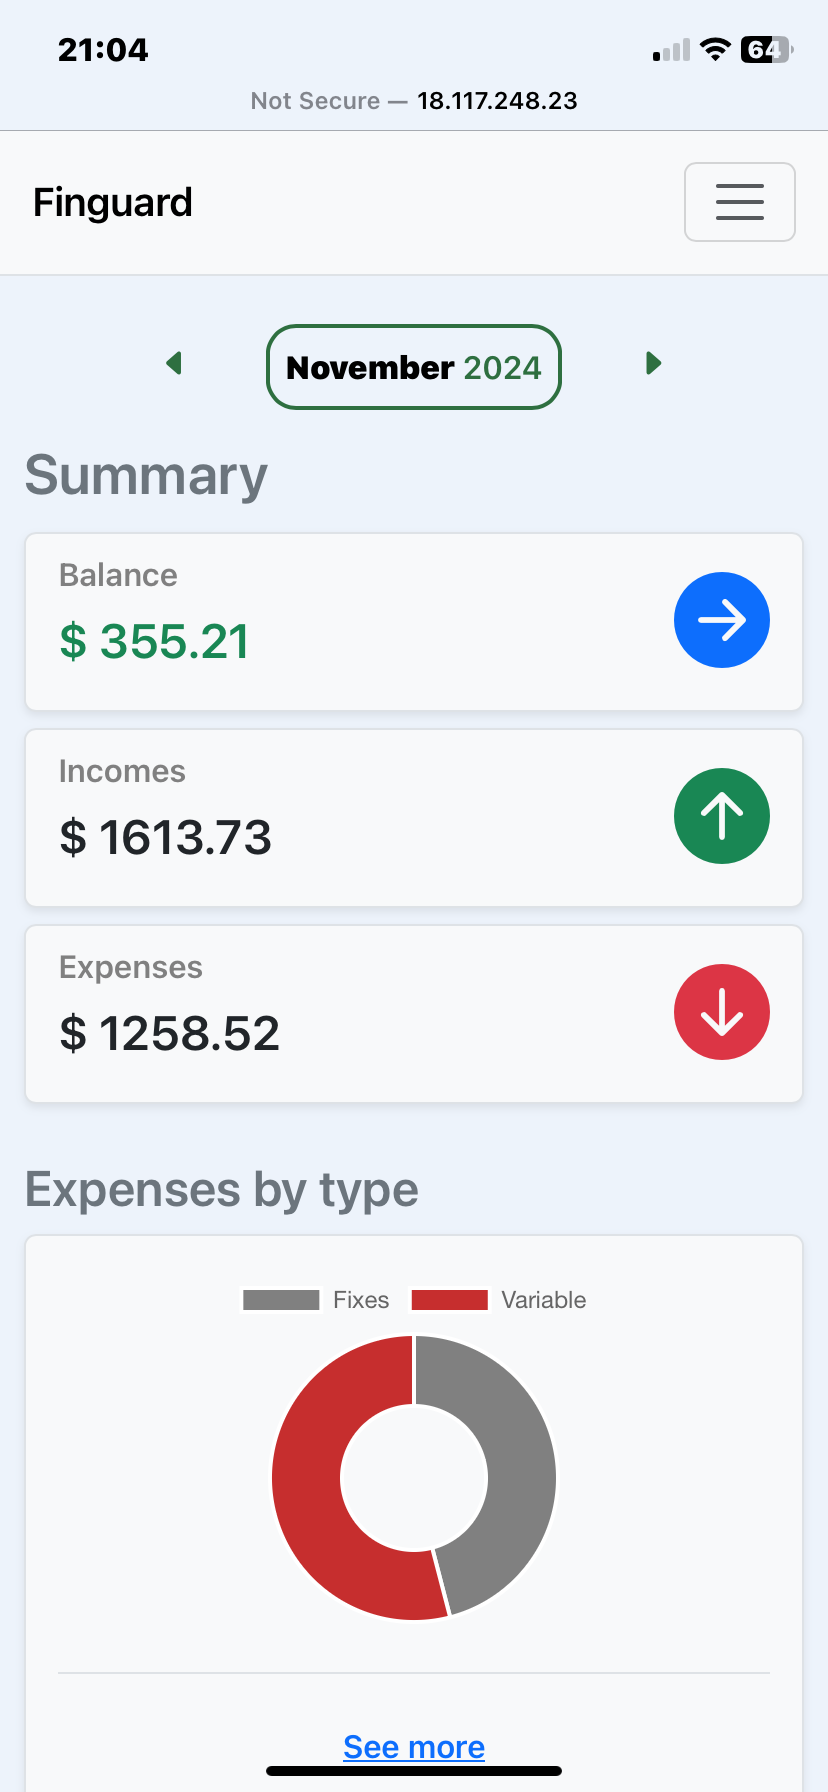 21:04
64
Not Secure — 18.117.248.23
Finguard
November 2024
Summary
Balance
$ 355.21
Incomes
$ 1613.73
Expenses
$ 1258.52
Expenses by type
Fixes Variable
See more